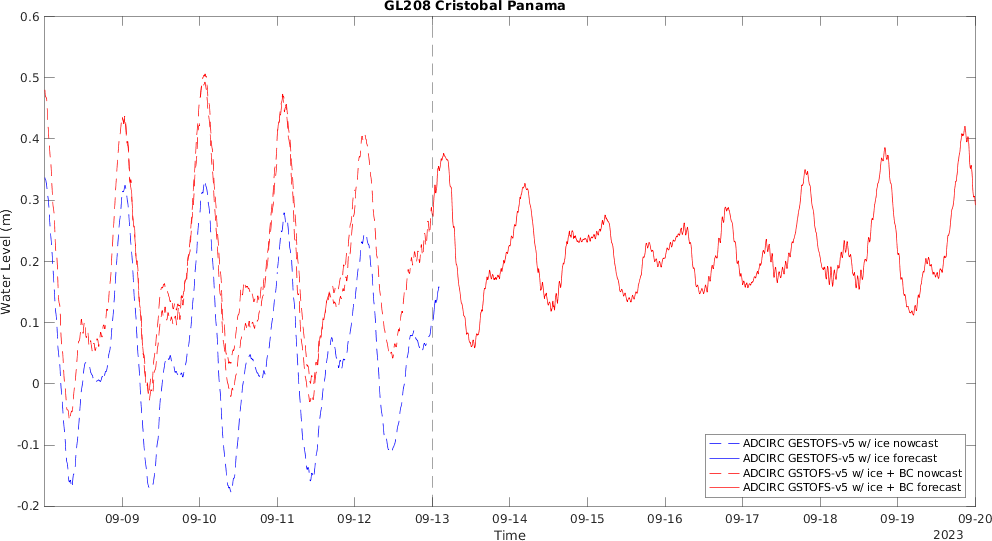 GL208 Cristobal Panama
0.6
0.5
0.4
0.3
0.2
0.1
0
-0.1
-0.2
Water Level (m)
ADCIRC GESTOFS-v5 w/ ice nowcast
ADCIRC GESTOFS-v5 w/ ice forecast
ADCIRC GSTOFS-v5 w/ ice + BC nowcast
ADCIRC GSTOFS-v5 w/ ice + BC forecast
09-09 09-10 09-11 09-12 09-13 09-14 09-15 09-16 09-17 09-18 09-19 09-20
Time
2023